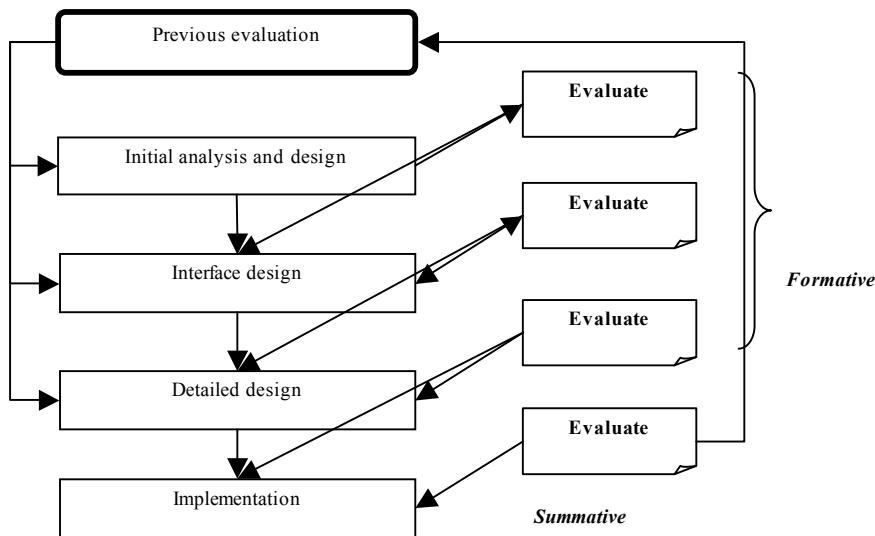 Previous evaluation
Evaluate
Initial analysis and design
Evaluate
Interface design
Formative
Evaluate
Detailed design
Evaluate
Implementation
Summative